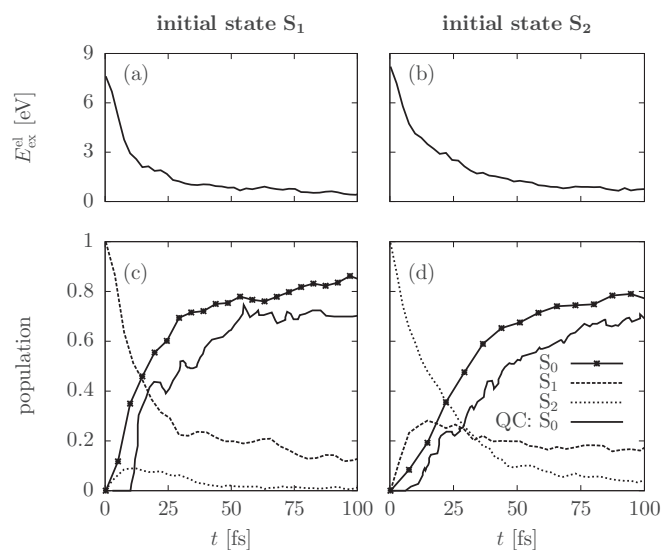 initial state S₁ initial state S₂
E_ex^el [eV]
9
6
3
0
(a) (b)
population
1
0.8
0.6
0.4
0.2
0
(c) (d)
S₀
S₁
S₂
QC: S₀
0 25 50 75 100 0 25 50 75 100
t [fs] t [fs]